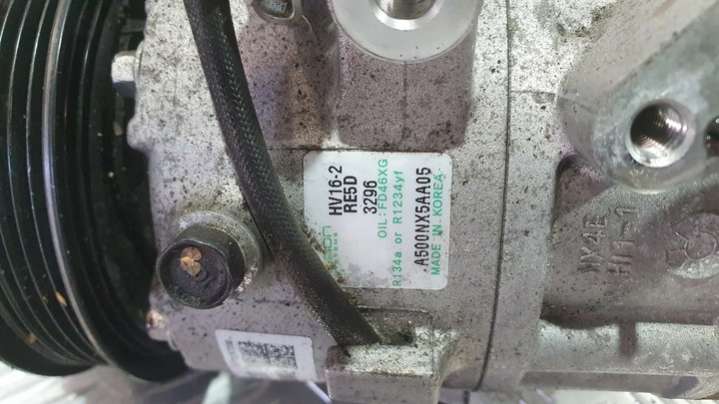 HV16-2
RE5D
3296
OIL:FD46XG
R134a or R1234yf
A500NX5AA05
MADE IN KOREA